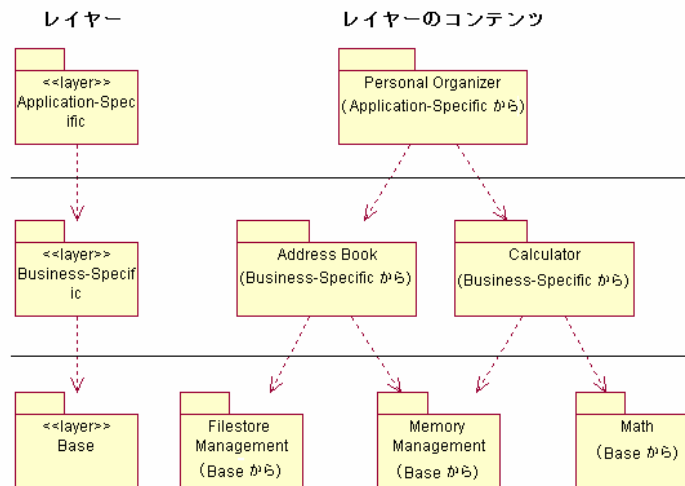 レイヤー
レイヤーのコンテンツ
<<layer>>
Application-Spec
ific
Personal Organizer
(Application-Specific から)
<<layer>>
Business-Specif
ic
Address Book
(Business-Specific から)
Calculator
(Business-Specific から)
<<layer>>
Base
Filestore
Management
(Base から)
Memory
Management
(Base から)
Math
(Base から)